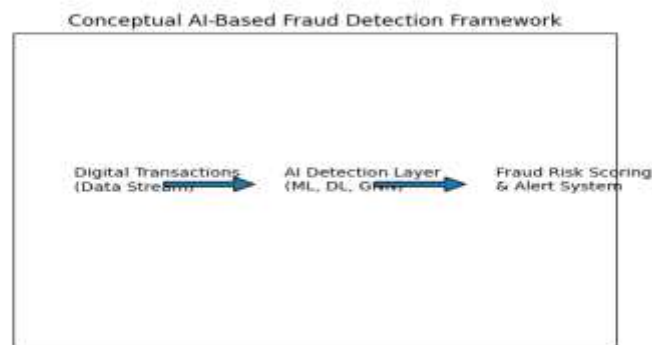 Conceptual AI-Based Fraud Detection Framework
Digital Transactions
(Data Stream)
AI Detection Layer
(ML, DL, GNN)
Fraud Risk Scoring
& Alert System